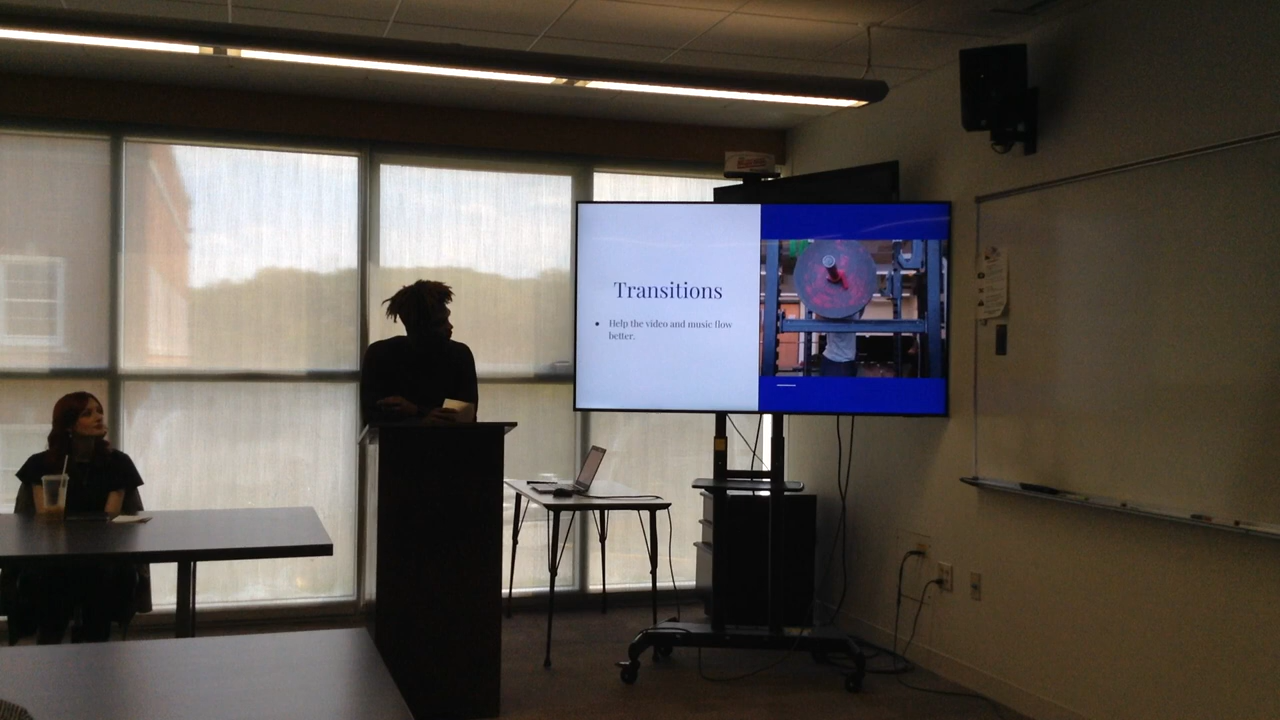 Transitions
• Help the video and music flow
better.